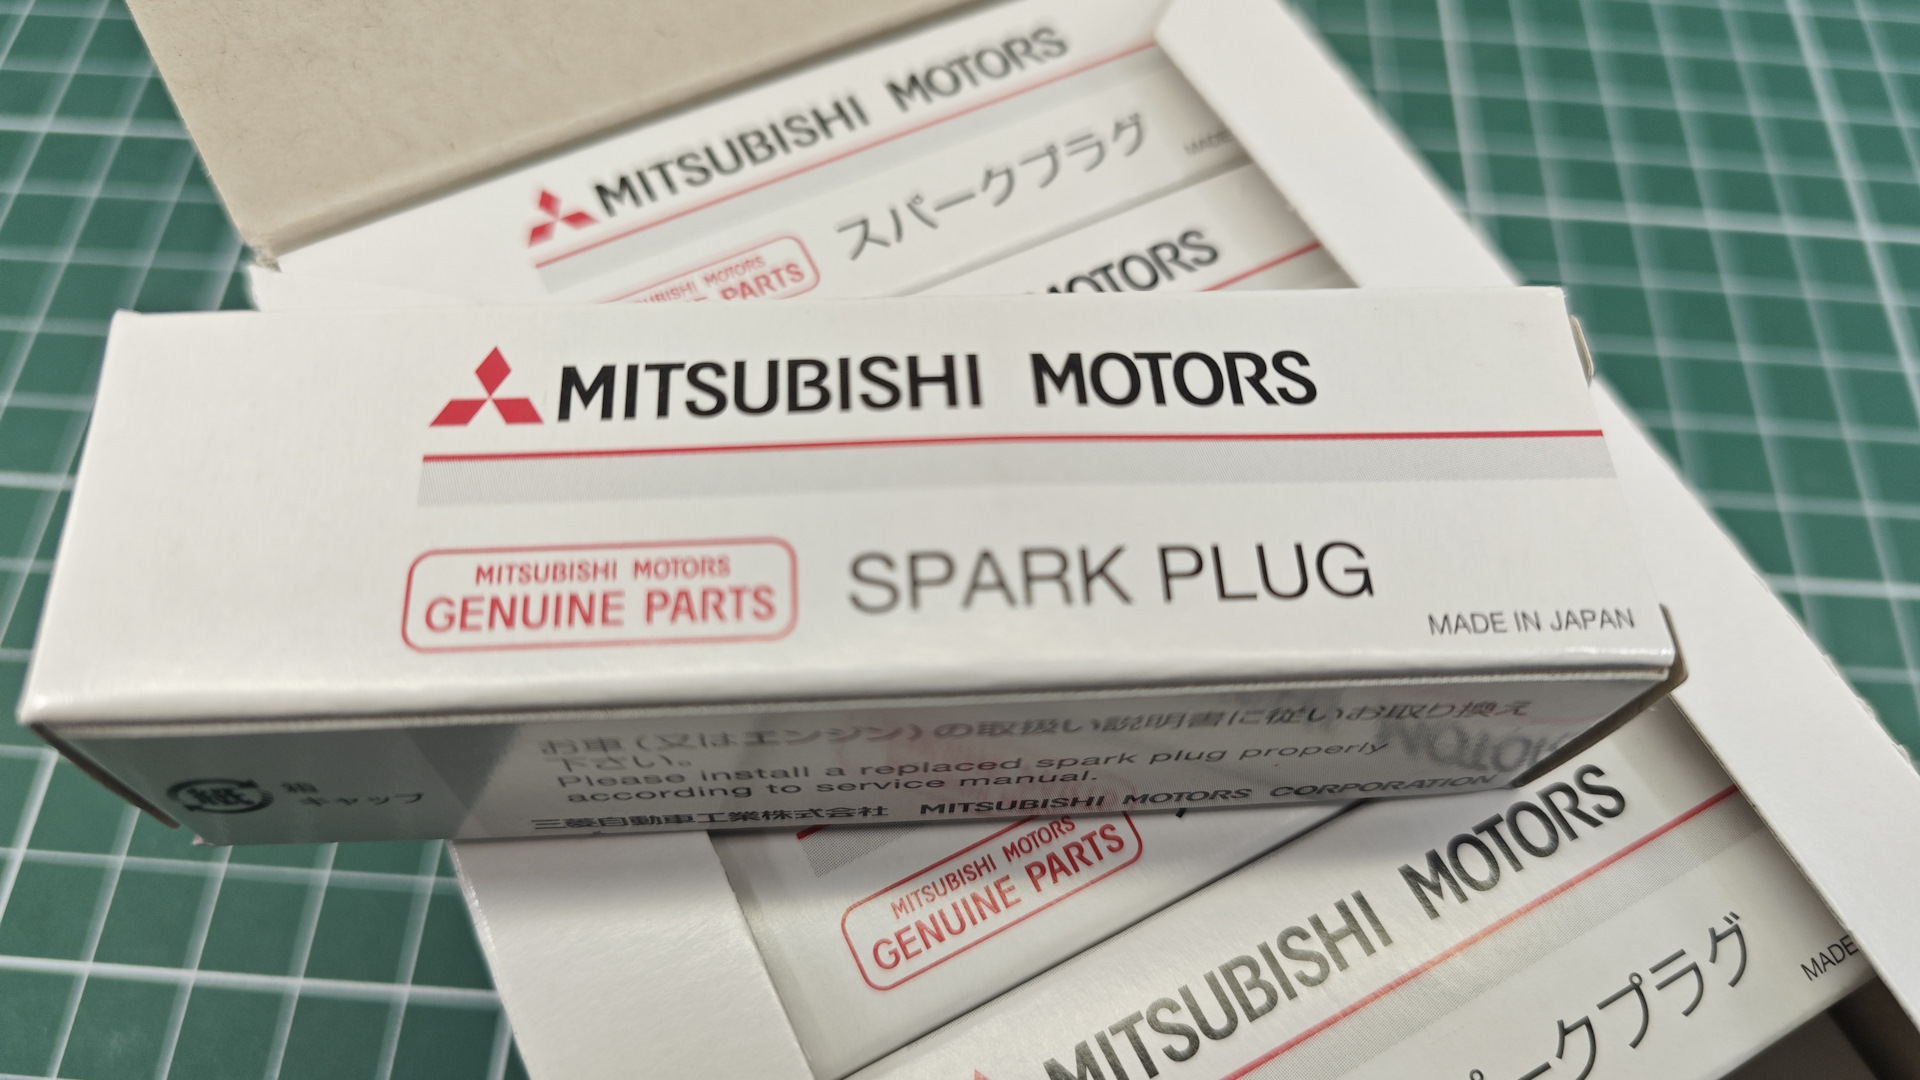 MITSUBISHI MOTORS
スパークプラグ
MADE
MITSUBISHI MOTORS
PARTS
MOTORS
MITSUBISHI MOTORS
MITSUBISHI MOTORS
GENUINE PARTS
SPARK PLUG
MADE IN JAPAN
お車(又はエンジン)の取扱い説明書に従いお取り換え
下さい。
Please install a replaced spark plug properly
according to service manual.
三菱自動車工業株式会社 MITSUBISHI MOTORS CORPORATION
紙
箱
キャップ
MITSUBISHI MOTORS
GENUINE PARTS
MITSUBISHI MOTORS
ークプラグ
MADE